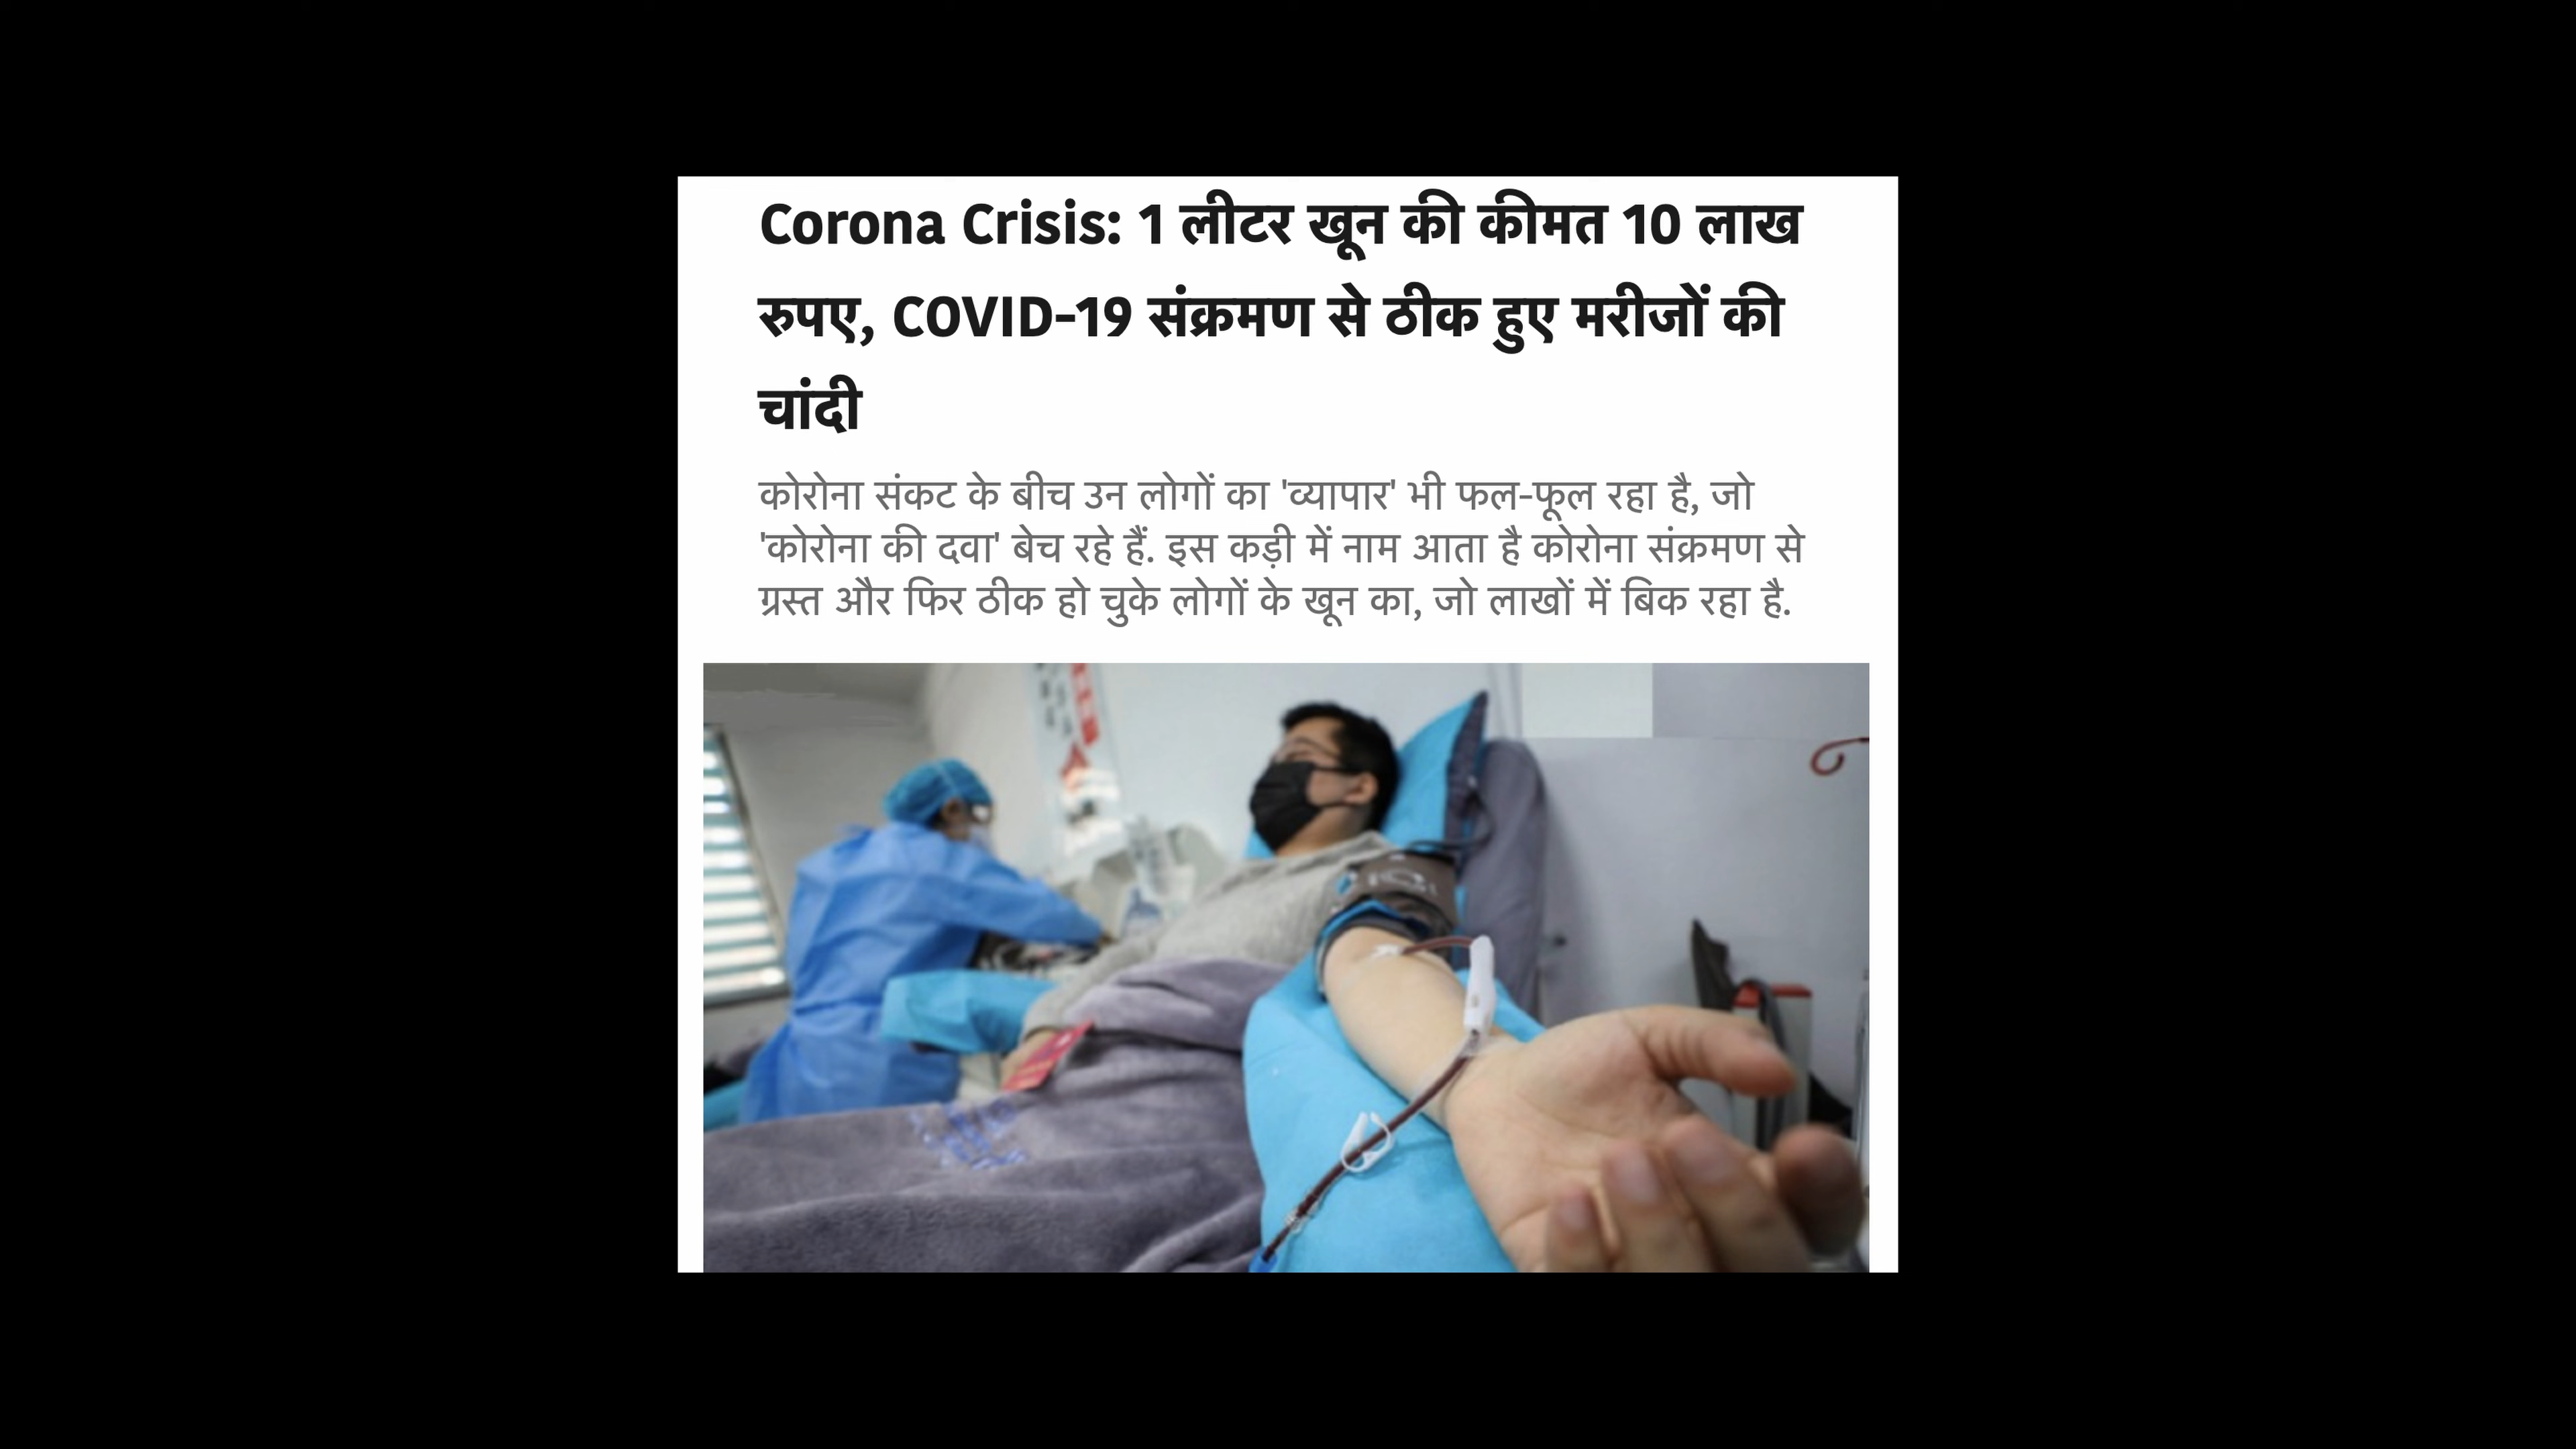 Corona Crisis: 1 लीटर खून की कीमत 10 लाख
रुपए, COVID-19 संक्रमण से ठीक हुए मरीजों की
चांदी
कोरोना संकट के बीच उन लोगों का 'व्यापार' भी फल-फूल रहा है, जो
'कोरोना की दवा' बेच रहे हैं. इस कड़ी में नाम आता है कोरोना संक्रमण से
ग्रस्त और फिर ठीक हो चुके लोगों के खून का, जो लाखों में बिक रहा है.